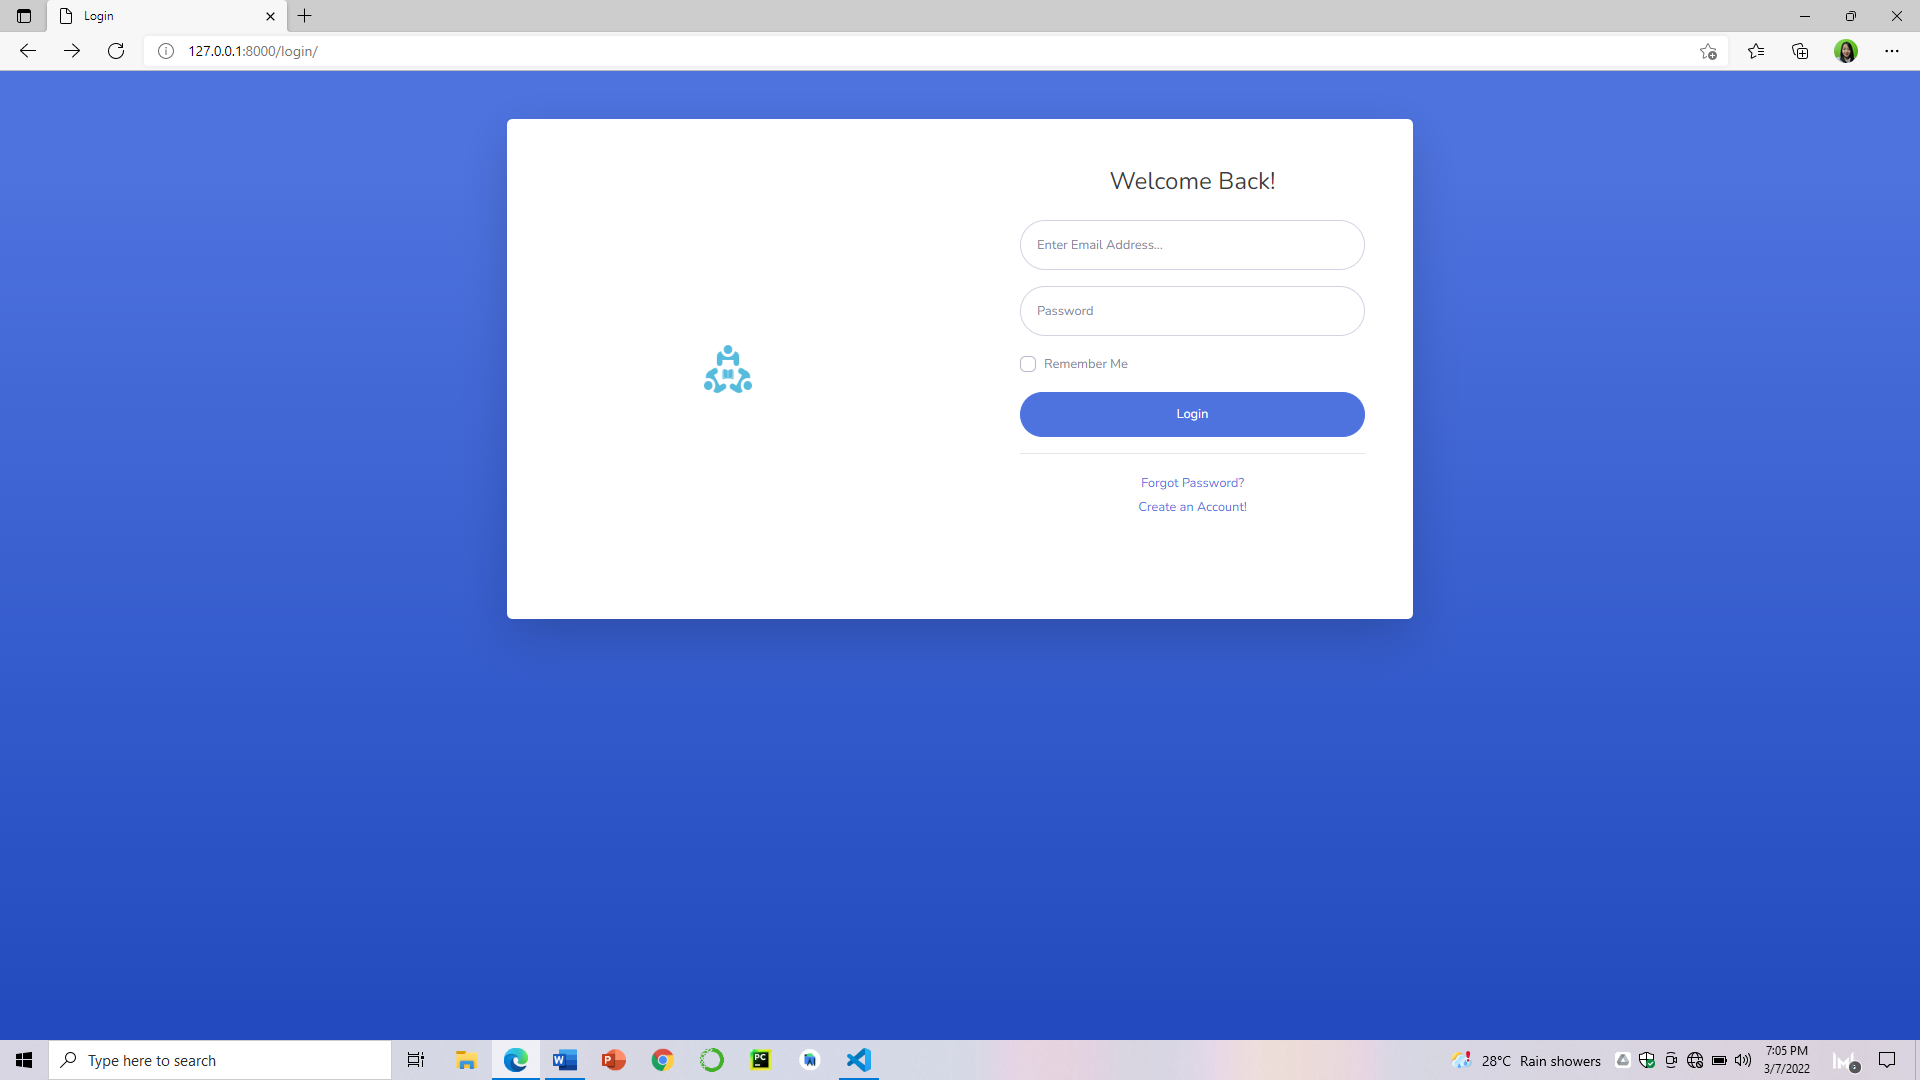 Login
127.0.0.1:8000/login/
Welcome Back!
Enter Email Address...
Password
Remember Me
Login
Forgot Password?
Create an Account!
Type here to search
28°C Rain showers
7:05 PM
3/7/2022